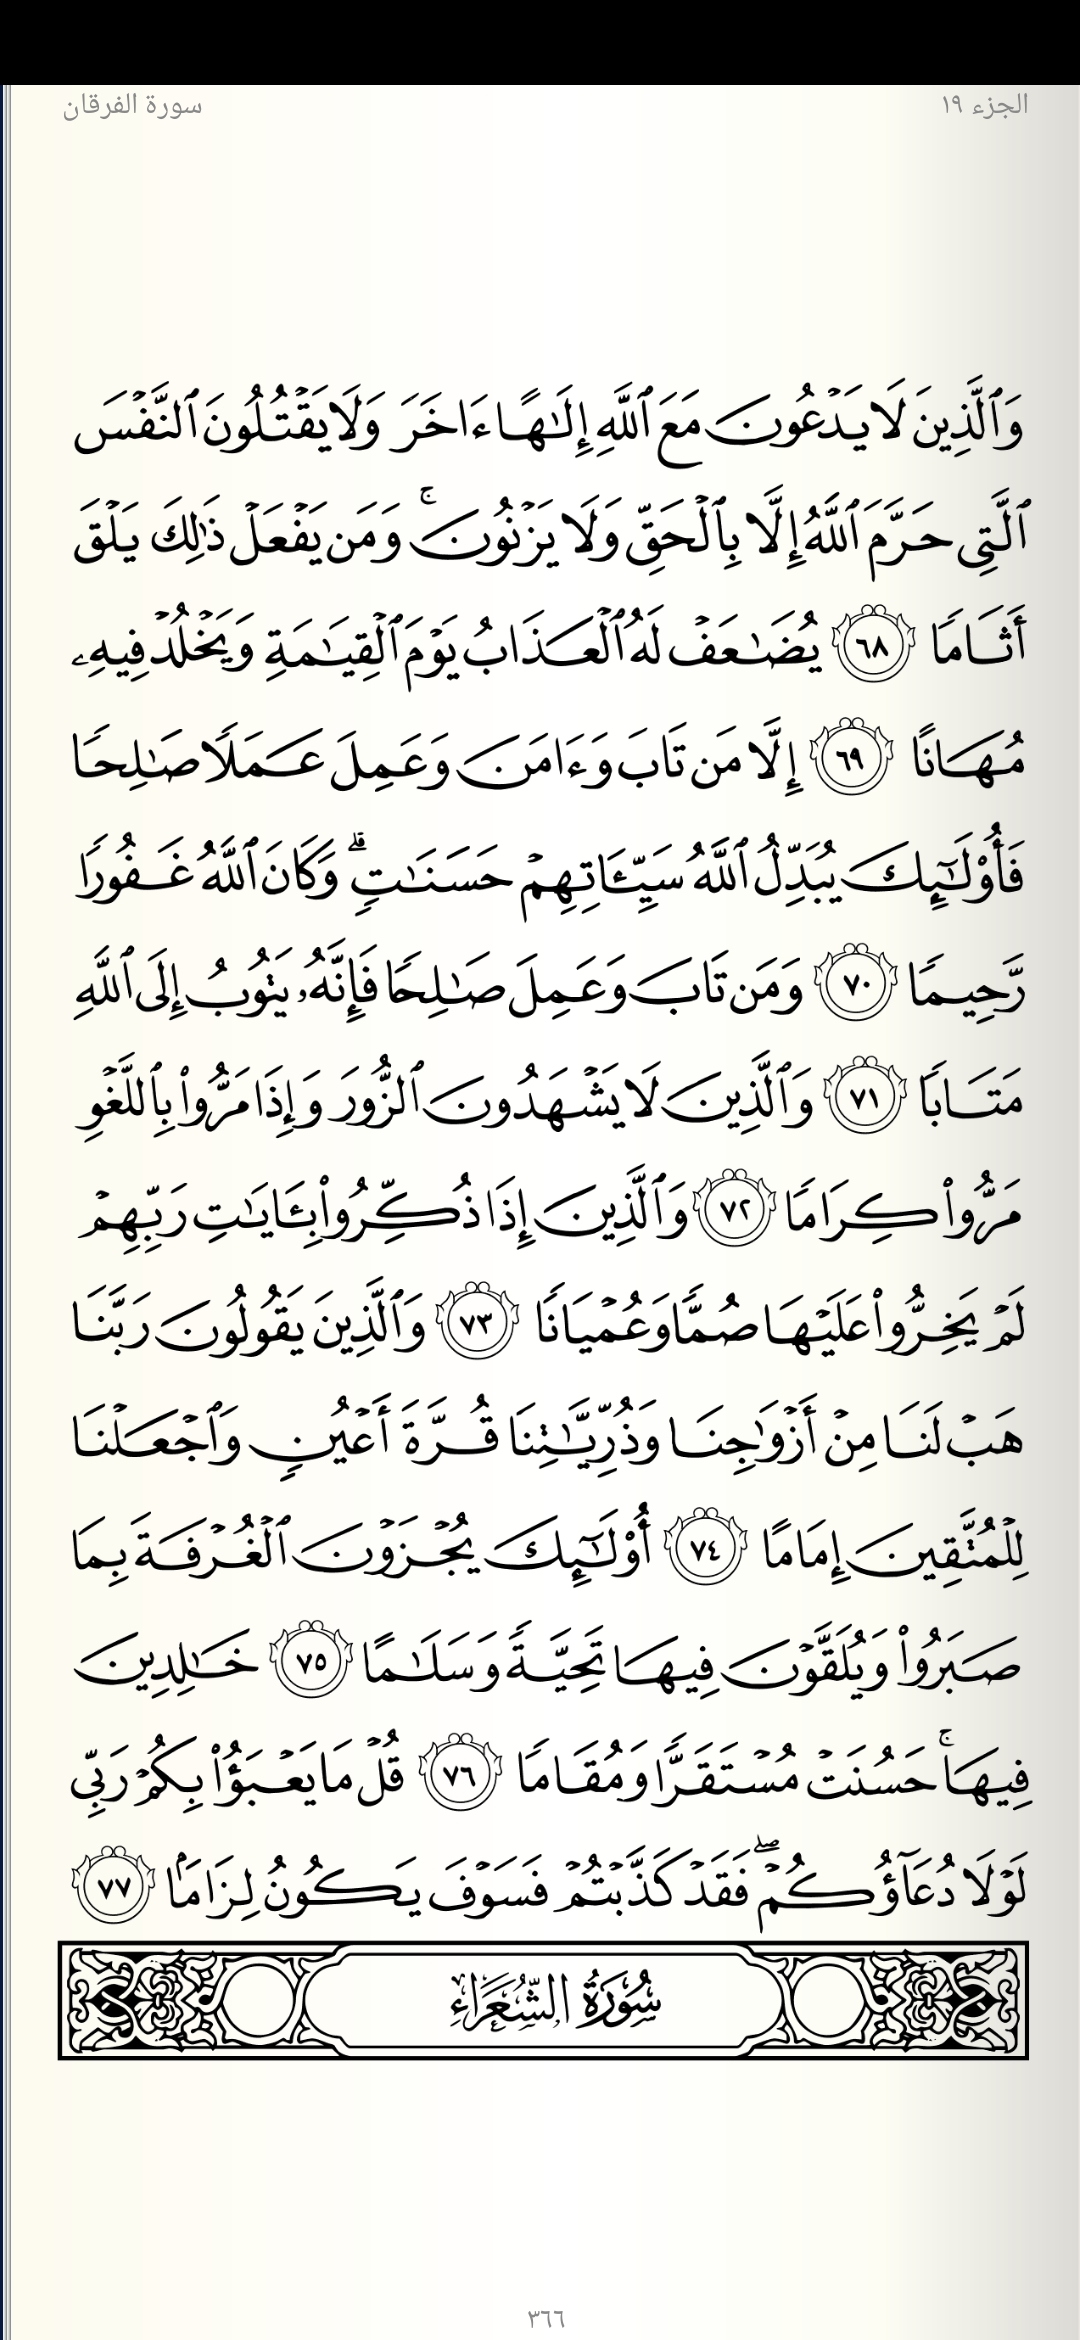 الجزء ١٩
سورة الفرقان
وَٱلَّذِينَ لَا يَدۡعُونَ مَعَ ٱللَّهِ إِلَٰهًا ءَاخَرَ وَلَا يَقۡتُلُونَ ٱلنَّفۡسَ
ٱلَّتِي حَرَّمَ ٱللَّهُ إِلَّا بِٱلۡحَقِّ وَلَا يَزۡنُونَۚ وَمَن يَفۡعَلۡ ذَٰلِكَ يَلۡقَ
أَثَامٗا ٦٨ يُضَٰعَفۡ لَهُ ٱلۡعَذَابُ يَوۡمَ ٱلۡقِيَٰمَةِ وَيَخۡلُدۡ فِيهِۦ
مُهَانًا ٦٩ إِلَّا مَن تَابَ وَءَامَنَ وَعَمِلَ عَمَلٗا صَٰلِحٗا
فَأُوْلَٰٓئِكَ يُبَدِّلُ ٱللَّهُ سَيِّـَٔاتِهِمۡ حَسَنَٰتٖۗ وَكَانَ ٱللَّهُ غَفُورٗا
رَّحِيمٗا ٧٠ وَمَن تَابَ وَعَمِلَ صَٰلِحٗا فَإِنَّهُۥ يَتُوبُ إِلَى ٱللَّهِ
مَتَابٗا ٧١ وَٱلَّذِينَ لَا يَشۡهَدُونَ ٱلزُّورَ وَإِذَا مَرُّواْ بِٱللَّغۡوِ
مَرُّواْ كِرَامٗا ٧٢ وَٱلَّذِينَ إِذَا ذُكِّرُواْ بِـَٔايَٰتِ رَبِّهِمۡ
لَمۡ يَخِرُّواْ عَلَيۡهَا صُمّٗا وَعُمۡيَانٗا ٧٣ وَٱلَّذِينَ يَقُولُونَ رَبَّنَا
هَبۡ لَنَا مِنۡ أَزۡوَٰجِنَا وَذُرِّيَّٰتِنَا قُرَّةَ أَعۡيُنٖ وَٱجۡعَلۡنَا
لِلۡمُتَّقِينَ إِمَامًا ٧٤ أُوْلَٰٓئِكَ يُجۡزَوۡنَ ٱلۡغُرۡفَةَ بِمَا
صَبَرُواْ وَيُلَقَّوۡنَ فِيهَا تَحِيَّةٗ وَسَلَٰمًا ٧٥ خَٰلِدِينَ
فِيهَاۚ حَسُنَتۡ مُسۡتَقَرّٗا وَمُقَامٗا ٧٦ قُلۡ مَا يَعۡبَؤُاْ بِكُمۡ رَبِّي
لَوۡلَا دُعَآؤُكُمۡۖ فَقَدۡ كَذَّبۡتُمۡ فَسَوۡفَ يَكُونُ لِزَامَۢا ٧٧
سُورَةُ الشُّعَرَاءِ
٣٦٦